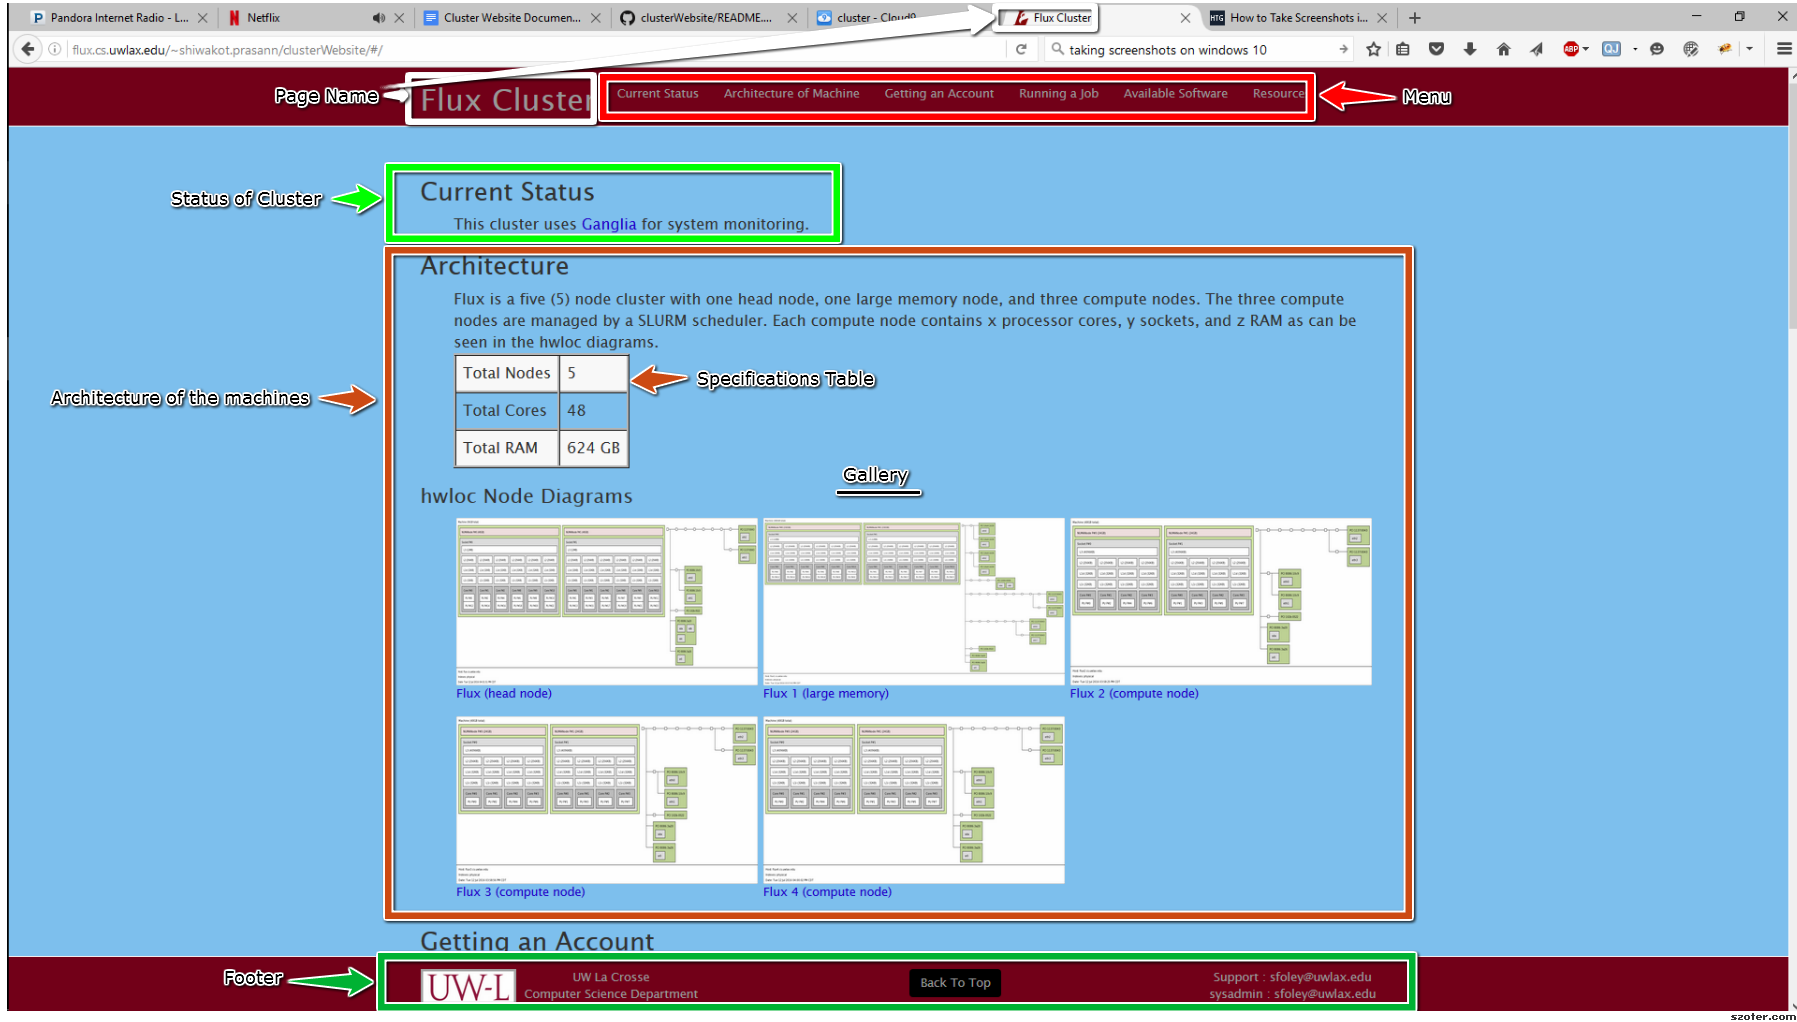 Pandora Internet Radio - L...
Netflix
Cluster Website Documen...
clusterWebsite/README....
cluster - Cloud9
Flux Cluster
How to Take Screenshots i...
flux.cs.uwlax.edu/~shiwakot.prasann/clusterWebsite/#/
taking screenshots on windows 10
Page Name
Flux Cluster
Current Status
Architecture of Machine
Getting an Account
Running a Job
Available Software
Resource
Menu
Status of Cluster
Current Status
This cluster uses Ganglia for system monitoring.
Architecture
Flux is a five (5) node cluster with one head node, one large memory node, and three compute nodes. The three compute
nodes are managed by a SLURM scheduler. Each compute node contains x processor cores, y sockets, and z RAM as can be
seen in the hwloc diagrams.
Architecture of the machines
Total Nodes 5
Total Cores 48
Total RAM 624 GB
Specifications Table
Gallery
hwloc Node Diagrams
Flux (head node)
Flux 1 (large memory)
Flux 2 (compute node)
Flux 3 (compute node)
Flux 4 (compute node)
Getting an Account
Footer
UW-L
UW La Crosse
Computer Science Department
Back To Top
Support : sfoley@uwlax.edu
sysadmin : sfoley@uwlax.edu
szoter.com